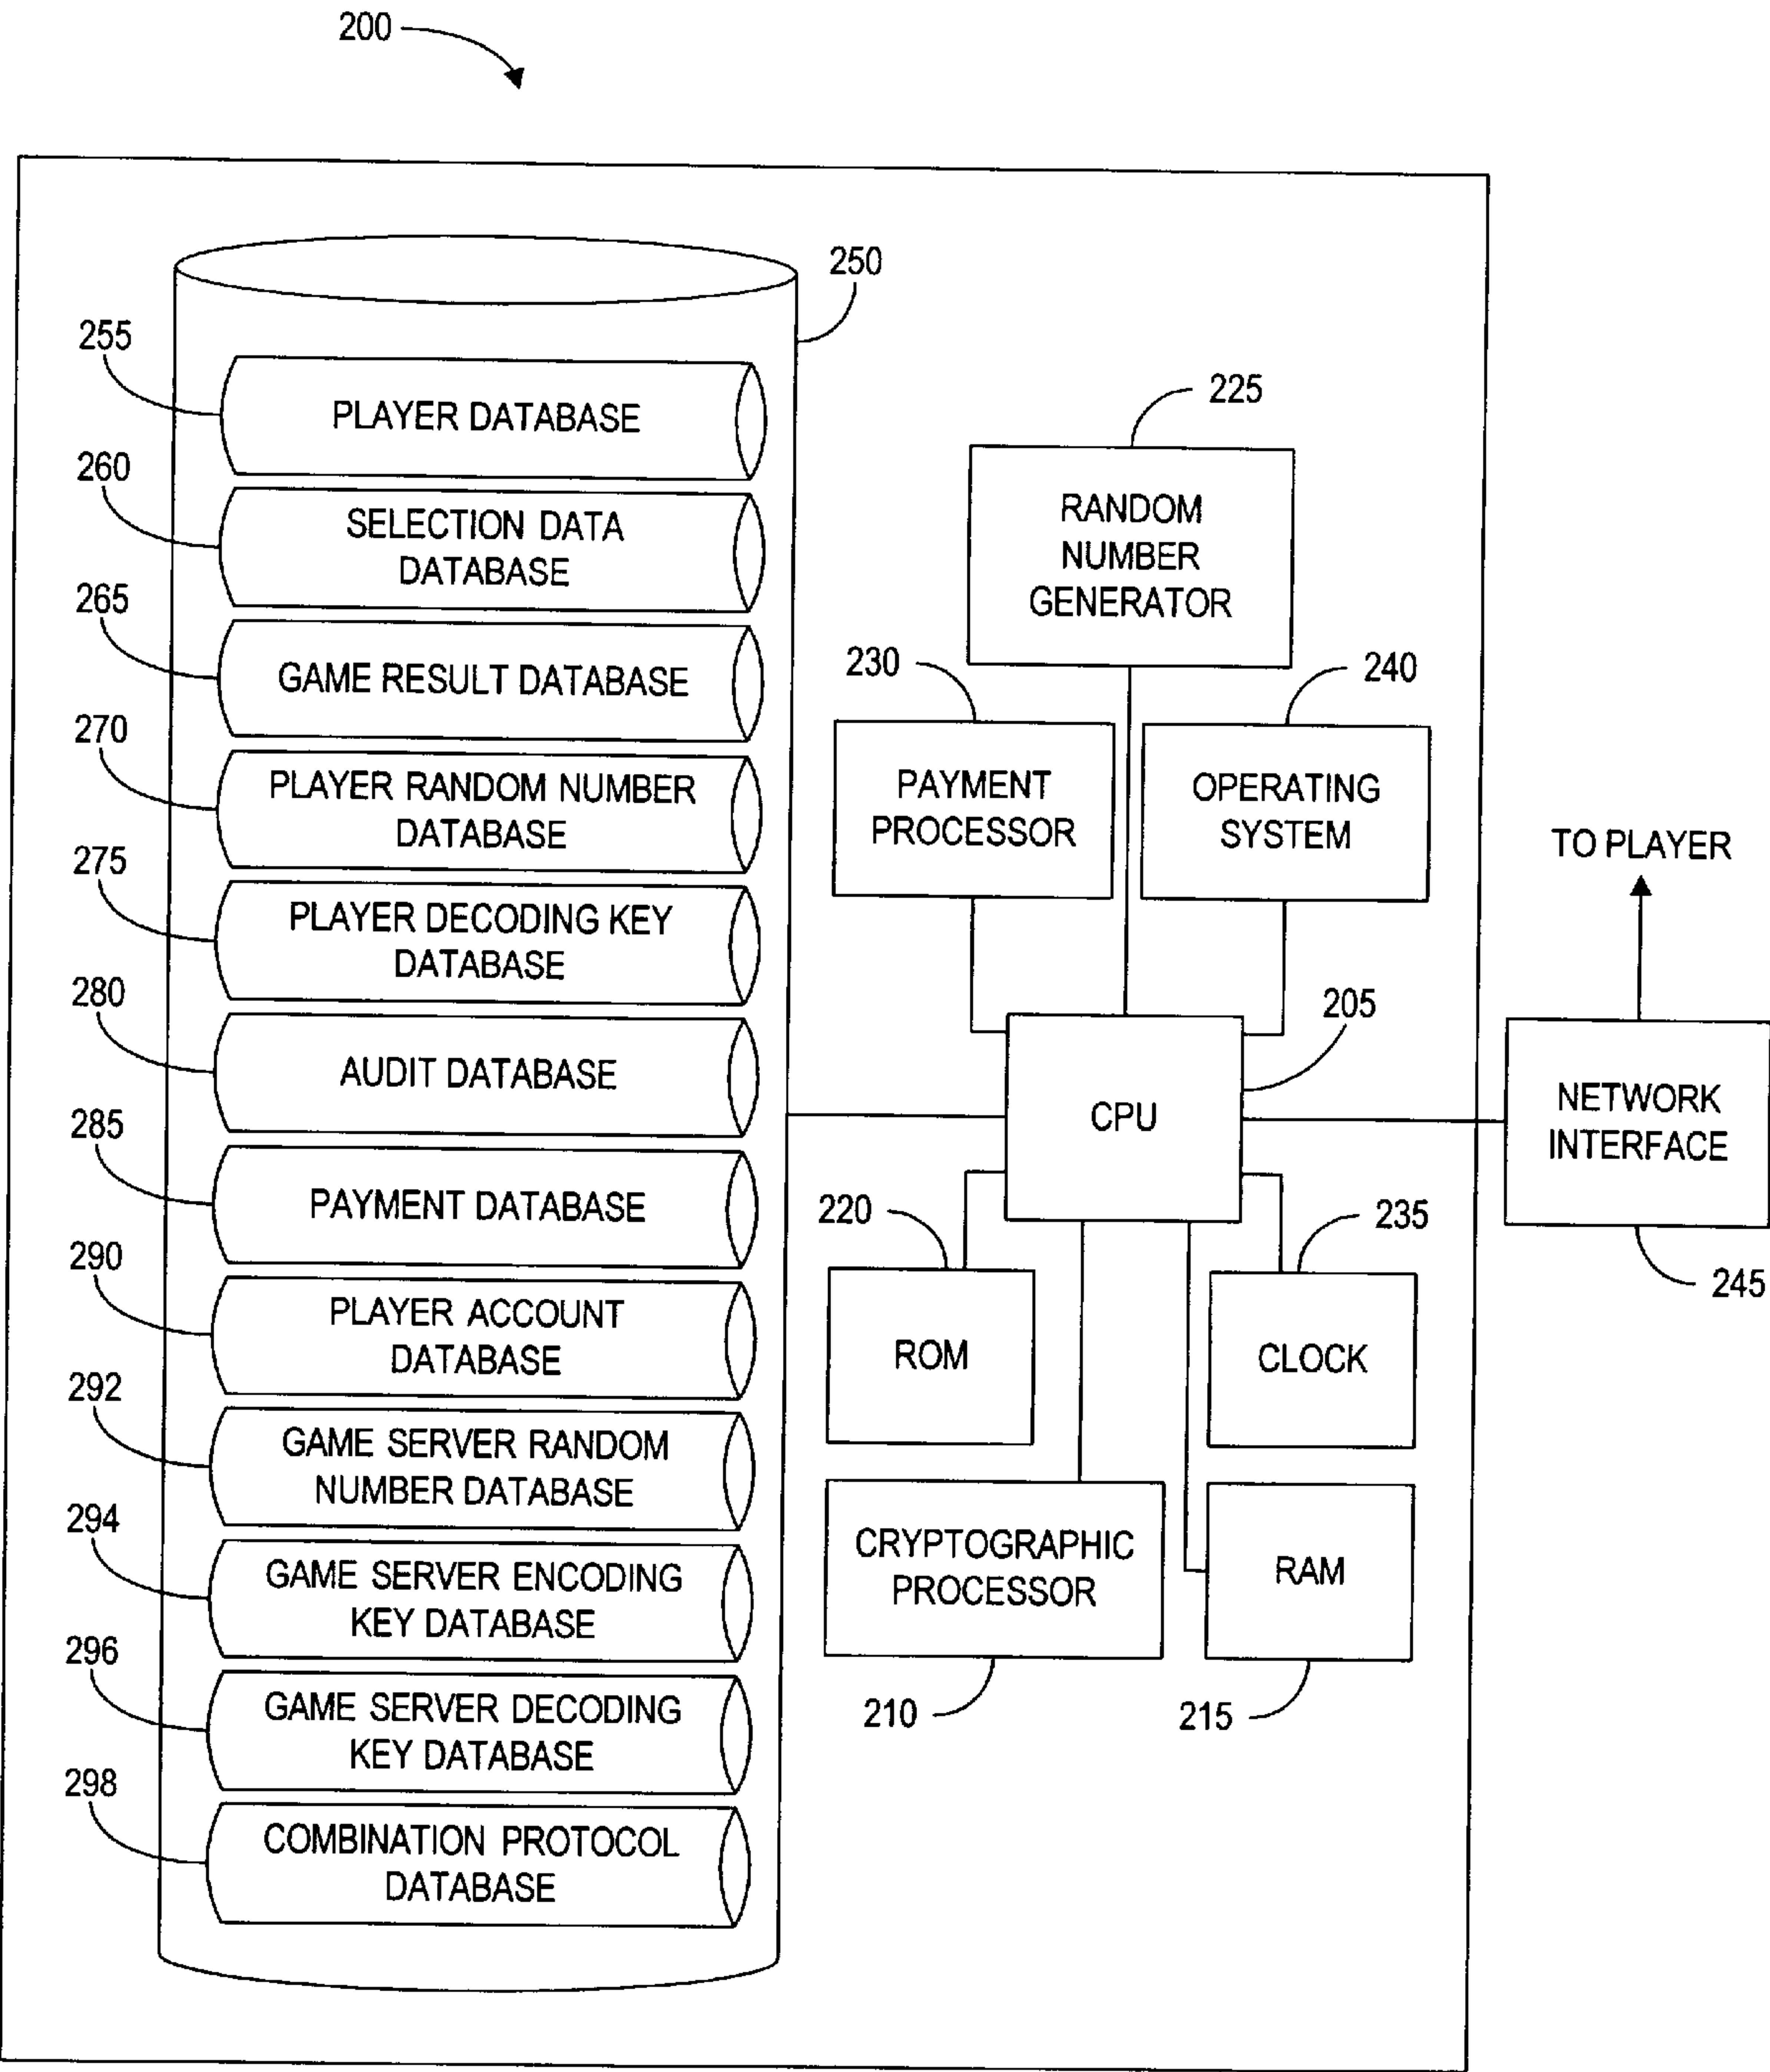 200
250
255
PLAYER DATABASE
260
SELECTION DATA
DATABASE
265
GAME RESULT DATABASE
270
PLAYER RANDOM NUMBER
DATABASE
275
PLAYER DECODING KEY
DATABASE
280
AUDIT DATABASE
285
PAYMENT DATABASE
290
PLAYER ACCOUNT
DATABASE
292
GAME SERVER RANDOM
NUMBER DATABASE
294
GAME SERVER ENCODING
KEY DATABASE
296
GAME SERVER DECODING
KEY DATABASE
298
COMBINATION PROTOCOL
DATABASE
225
RANDOM
NUMBER
GENERATOR
230
PAYMENT
PROCESSOR
240
OPERATING
SYSTEM
205
CPU
TO PLAYER
NETWORK
INTERFACE
245
220
ROM
235
CLOCK
CRYPTOGRAPHIC
PROCESSOR
210
RAM
215